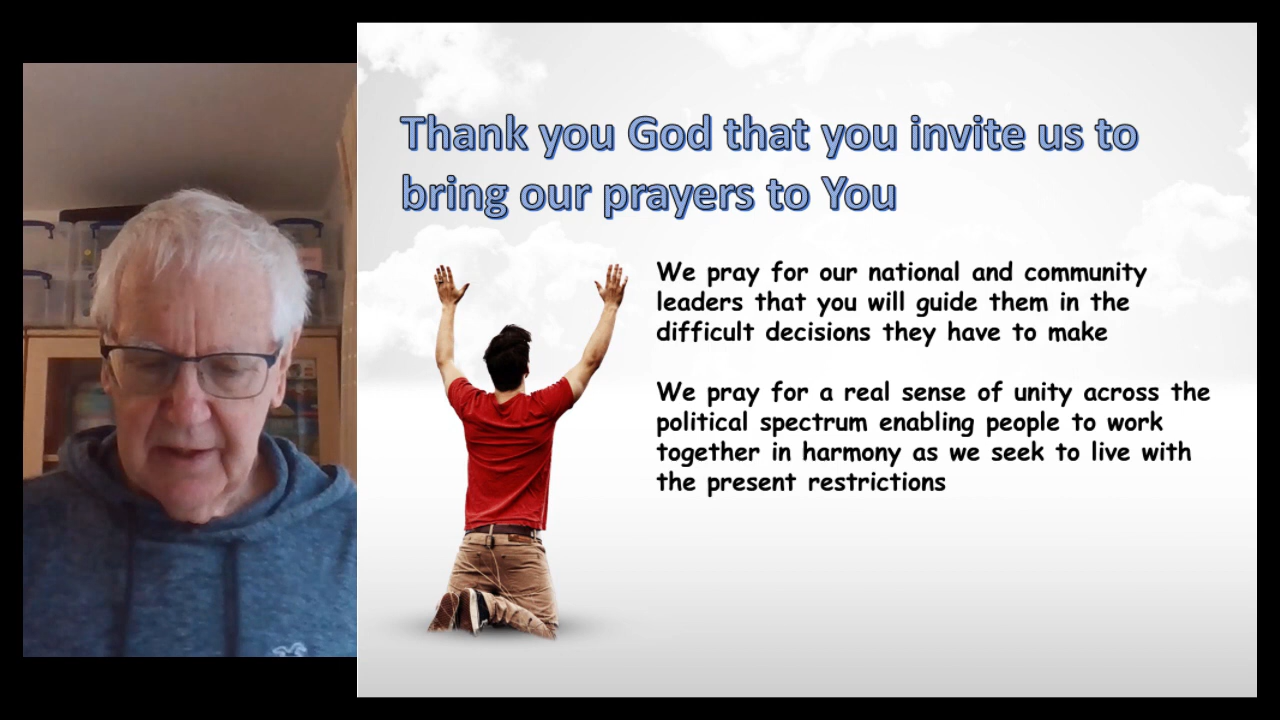 Thank you God that you invite us to
bring our prayers to You
We pray for our national and community
leaders that you will guide them in the
difficult decisions they have to make
We pray for a real sense of unity across the
political spectrum enabling people to work
together in harmony as we seek to live with
the present restrictions